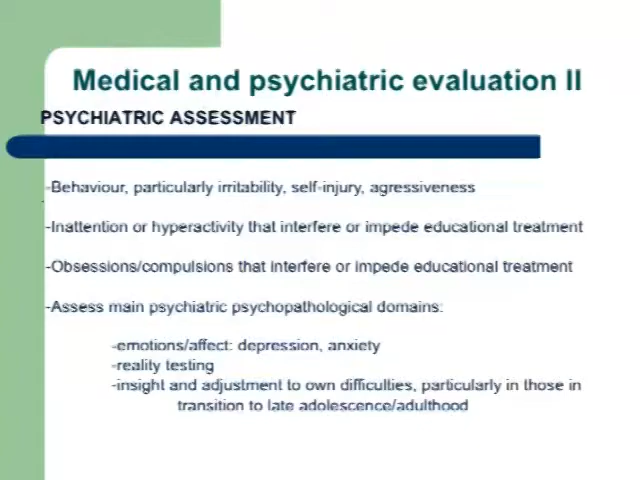 Medical and psychiatric evaluation II
PSYCHIATRIC ASSESSMENT
-Behaviour, particularly irritability, self-injury, agressiveness
-Inattention or hyperactivity that interfere or impede educational treatment
-Obsessions/compulsions that interfere or impede educational treatment
-Assess main psychiatric psychopathological domains:
-emotions/affect: depression, anxiety
-reality testing
-insight and adjustment to own difficulties, particularly in those in
transition to late adolescence/adulthood